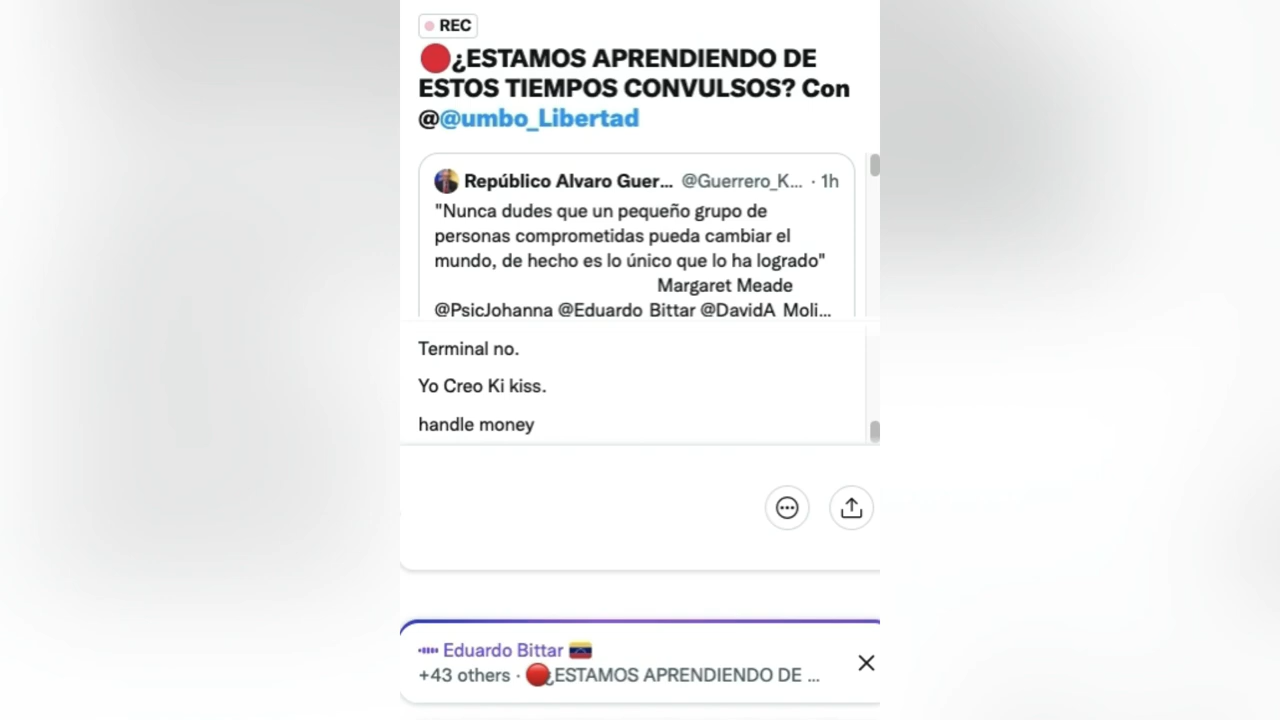 REC
🔴¿ESTAMOS APRENDIENDO DE
ESTOS TIEMPOS CONVULSOS? Con
@@umbo_Libertad
Repúblico Alvaro Guer... @Guerrero_K... · 1h
"Nunca dudes que un pequeño grupo de
personas comprometidas pueda cambiar el
mundo, de hecho es lo único que lo ha logrado"
Margaret Meade
@PsicJohanna @Eduardo_Bittar @DavidA_Moli...
Terminal no.
Yo Creo Ki kiss.
handle money
Eduardo Bittar 🇻🇪
+43 others · 🔴¿ESTAMOS APRENDIENDO DE ...